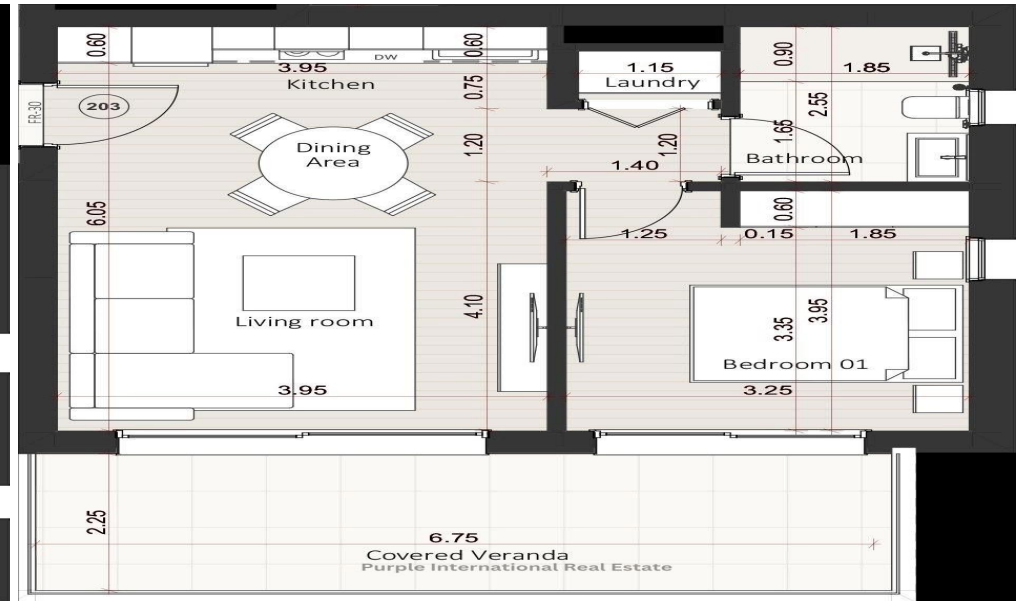 0.60
0.60
DW
3.95
Kitchen
0.75
1.15
Laundry
0.90
1.85
FR-30
203
Dining
Area
1.20
1.20
1.65
2.55
Bathroom
1.40
6.05
0.60
1.25
0.15
1.85
4.10
Living room
3.35
3.95
Bedroom 01
3.95
3.25
2.25
6.75
Covered Veranda
Purple International Real Estate